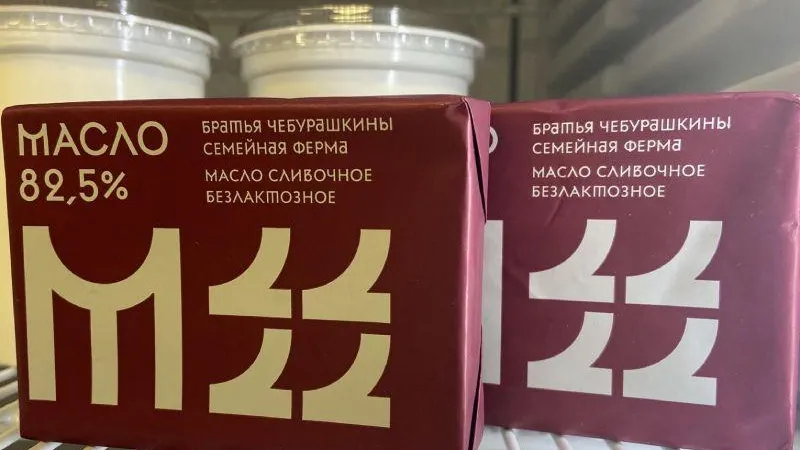 МАСЛО
82,5%
БРАТЬЯ ЧЕБУРАШКИНЫ
СЕМЕЙНАЯ ФЕРМА
МАСЛО СЛИВОЧНОЕ
БЕЗЛАКТОЗНОЕ
М
О
БРАТЬЯ ЧЕБУРАШКИНЫ
СЕМЕЙНАЯ ФЕРМА
МАСЛО СЛИВОЧНОЕ
БЕЗЛАКТОЗНОЕ